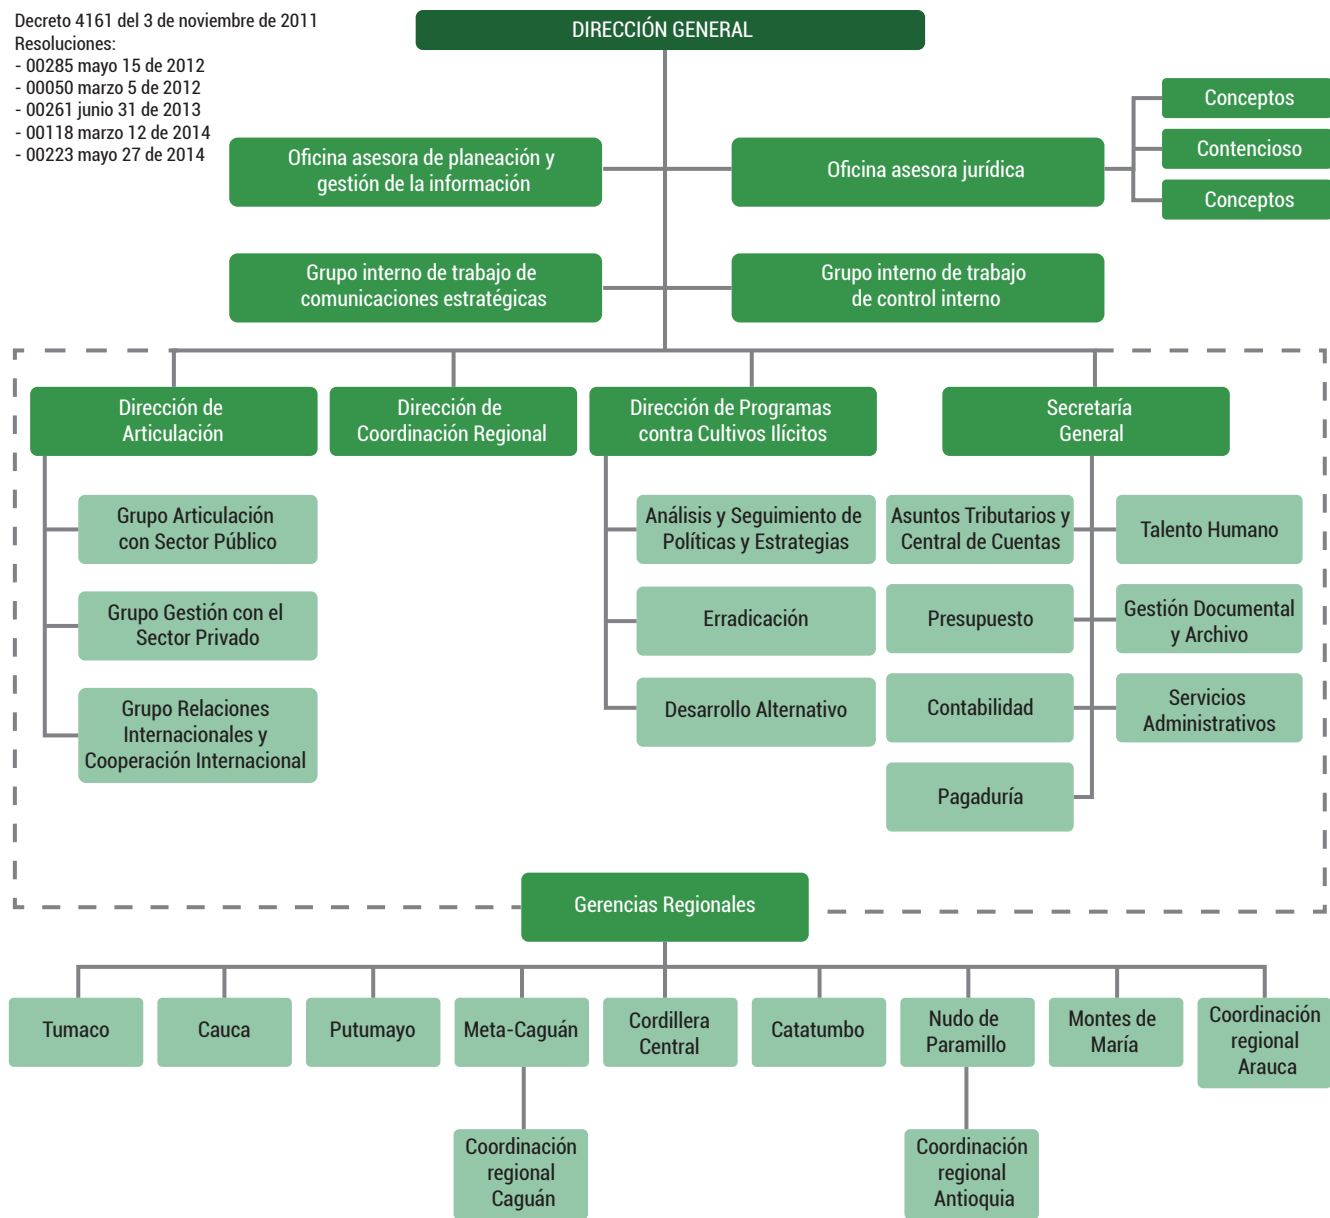 Decreto 4161 del 3 de noviembre de 2011
Resoluciones:
- 00285 mayo 15 de 2012
- 00050 marzo 5 de 2012
- 00261 junio 31 de 2013
- 00118 marzo 12 de 2014
- 00223 mayo 27 de 2014
DIRECCIÓN GENERAL
Oficina asesora de planeación y
gestión de la información
Oficina asesora jurídica
Conceptos
Contencioso
Conceptos
Grupo interno de trabajo de
comunicaciones estratégicas
Grupo interno de trabajo
de control interno
Dirección de
Articulación
Dirección de
Coordinación Regional
Dirección de Programas
contra Cultivos Ilícitos
Secretaría
General
Grupo Articulación
con Sector Público
Grupo Gestión con el
Sector Privado
Grupo Relaciones
Internacionales y
Cooperación Internacional
Análisis y Seguimiento de
Políticas y Estrategias
Erradicación
Desarrollo Alternativo
Asuntos Tributarios y
Central de Cuentas
Presupuesto
Contabilidad
Pagaduría
Talento Humano
Gestión Documental
y Archivo
Servicios
Administrativos
Gerencias Regionales
Tumaco
Cauca
Putumayo
Meta-Caguán
Cordillera
Central
Catatumbo
Nudo de
Paramillo
Montes de
María
Coordinación
regional
Arauca
Coordinación
regional
Caguán
Coordinación
regional
Antioquia